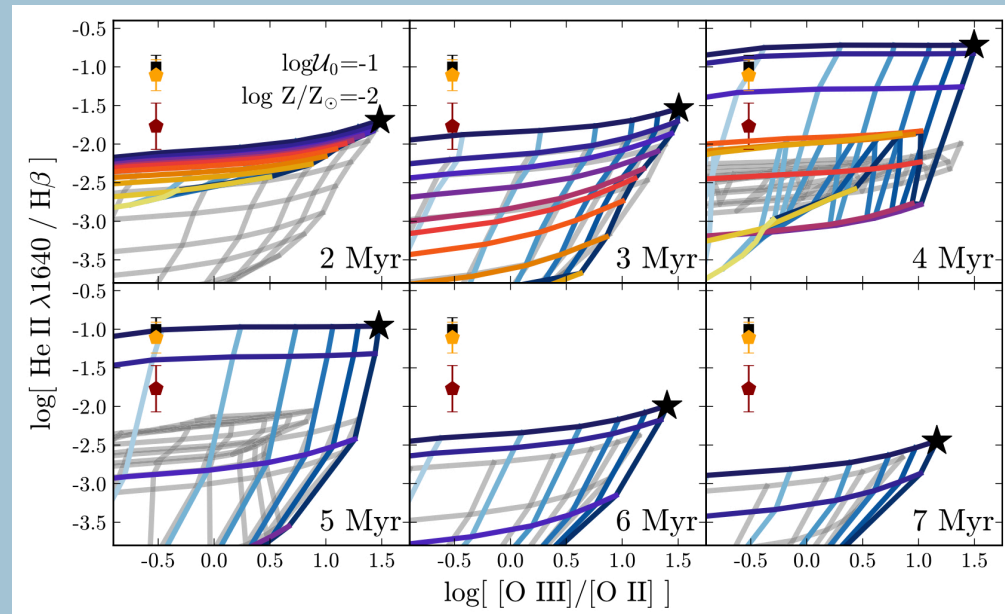 log[ He II λ1640 / Hβ ]
-0.5
-1.0
-1.5
-2.0
-2.5
-3.0
-3.5
log𝒰₀=-1
log Z/Z⊙=-2
2 Myr
3 Myr
4 Myr
-0.5
-1.0
-1.5
-2.0
-2.5
-3.0
-3.5
5 Myr
6 Myr
7 Myr
-0.5 0.0 0.5 1.0 1.5 -0.5 0.0 0.5 1.0 1.5 -0.5 0.0 0.5 1.0 1.5
log[ [O III]/[O II] ]